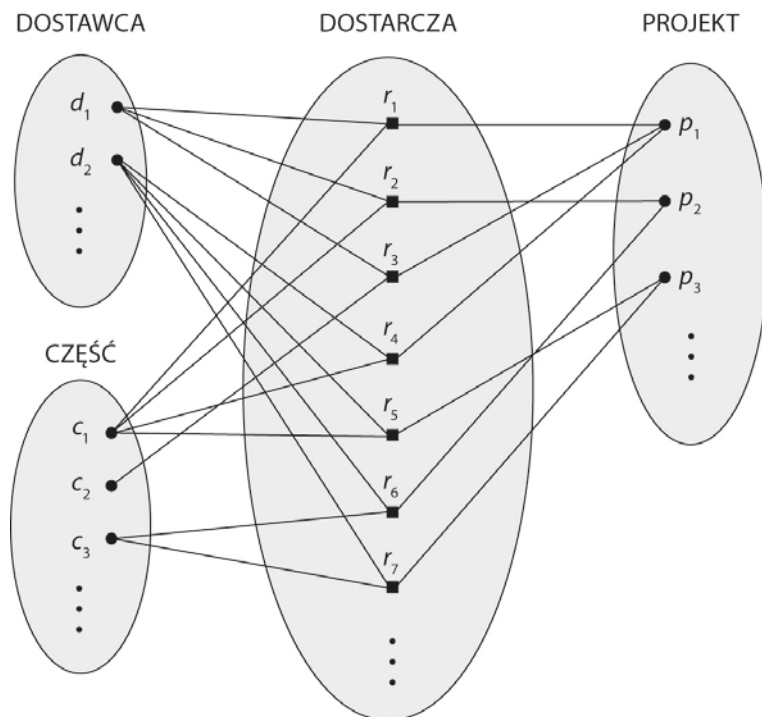 DOSTAWCA
DOSTARCZA
PROJEKT
d₁
d₂
CZĘŚĆ
c₁
c₂
c₃
r₁
r₂
r₃
r₄
r₅
r₆
r₇
p₁
p₂
p₃